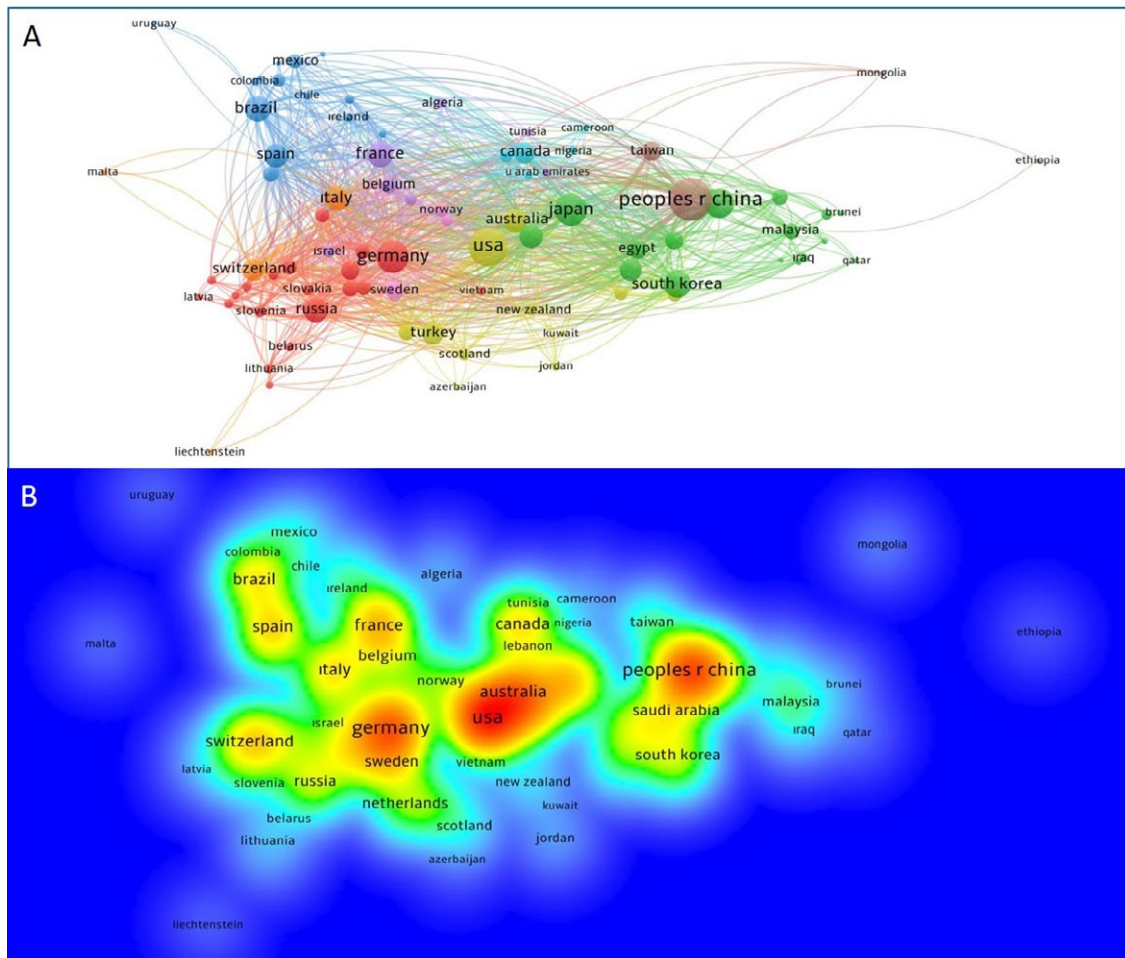 A
uruguay
mexico
mongolia
colombia
chile
algeria
brazil
ireland
tunisia
cameroon
spain
france
canada
nigeria
taiwan
ethiopia
malta
u arab emirates
belgium
italy
peoples r china
norway
japan
australia
brunei
malaysia
usa
egypt
israel
germany
iraq
qatar
switzerland
slovakia
sweden
vietnam
south korea
latvia
slovenia
russia
new zealand
turkey
kuwait
belarus
scotland
lithuania
jordan
azerbaijan
liechtenstein
B
uruguay
mexico
mongolia
colombia
chile
algeria
brazil
ireland
cameroon
tunisia
spain
france
canada
nigeria
taiwan
ethiopia
malta
lebanon
belgium
italy
peoples r china
norway
brunei
australia
malaysia
saudi arabia
usa
israel
germany
iraq
qatar
switzerland
south korea
sweden
vietnam
latvia
slovenia
russia
new zealand
netherlands
kuwait
belarus
scotland
lithuania
jordan
azerbaijan
liechtenstein